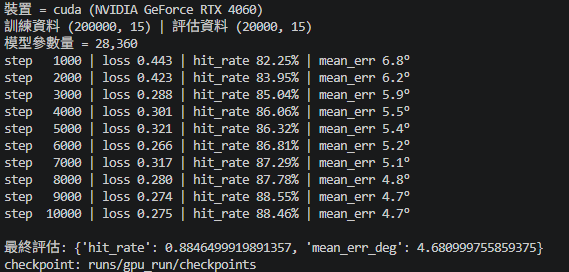 裝置 = cuda (NVIDIA GeForce RTX 4060)
訓練資料 (200000, 15) | 評估資料 (20000, 15)
模型參數量 = 28,360
step   1000 | loss 0.443 | hit_rate 82.25% | mean_err 6.8°
step   2000 | loss 0.423 | hit_rate 83.95% | mean_err 6.2°
step   3000 | loss 0.288 | hit_rate 85.04% | mean_err 5.9°
step   4000 | loss 0.301 | hit_rate 86.06% | mean_err 5.5°
step   5000 | loss 0.321 | hit_rate 86.32% | mean_err 5.4°
step   6000 | loss 0.266 | hit_rate 86.81% | mean_err 5.2°
step   7000 | loss 0.317 | hit_rate 87.29% | mean_err 5.1°
step   8000 | loss 0.280 | hit_rate 87.78% | mean_err 4.8°
step   9000 | loss 0.274 | hit_rate 88.55% | mean_err 4.7°
step  10000 | loss 0.275 | hit_rate 88.46% | mean_err 4.7°
最終評估: {'hit_rate': 0.8846499919891357, 'mean_err_deg': 4.680999755859375}
checkpoint: runs/gpu_run/checkpoints